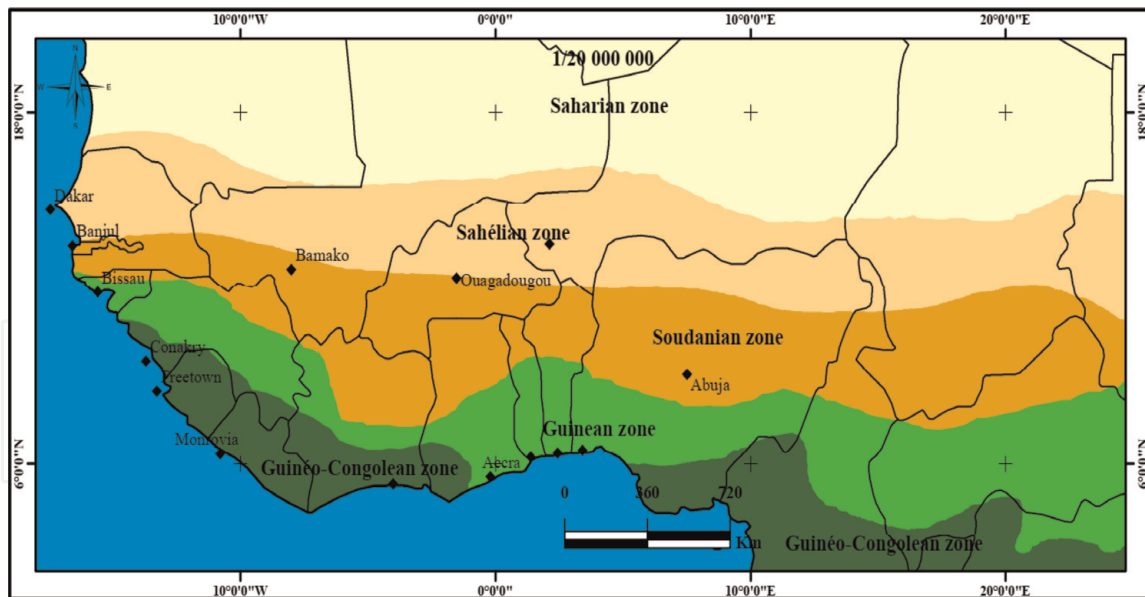 10°0'0"W 0°0'0" 10°0'0"E 20°0'0"E
1/20 000 000
N
W E
S
Saharian zone
18°0'0"N 18°0'0"N
Dakar
Banjul
Sahélian zone
Bamako
Ouagadougou
Bissau
Soudanian zone
Conakry
Abuja
Freetown
Guinean zone
Monrovia
6°0'0"N 6°0'0"N
Guinéo-Congolean zone
Accra
0 360 720
Km
Guinéo-Congolean zone
10°0'0"W 0°0'0" 10°0'0"E 20°0'0"E